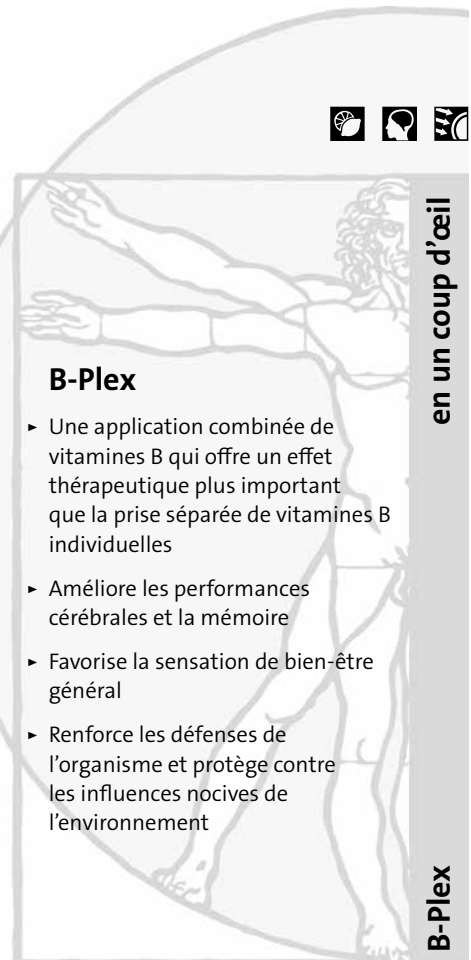 en un coup d'œil
B-Plex
► Une application combinée de
vitamines B qui offre un effet
thérapeutique plus important
que la prise séparée de vitamines B
individuelles
► Améliore les performances
cérébrales et la mémoire
► Favorise la sensation de bien-être
général
► Renforce les défenses de
l'organisme et protège contre
les influences nocives de
l'environnement
B-Plex